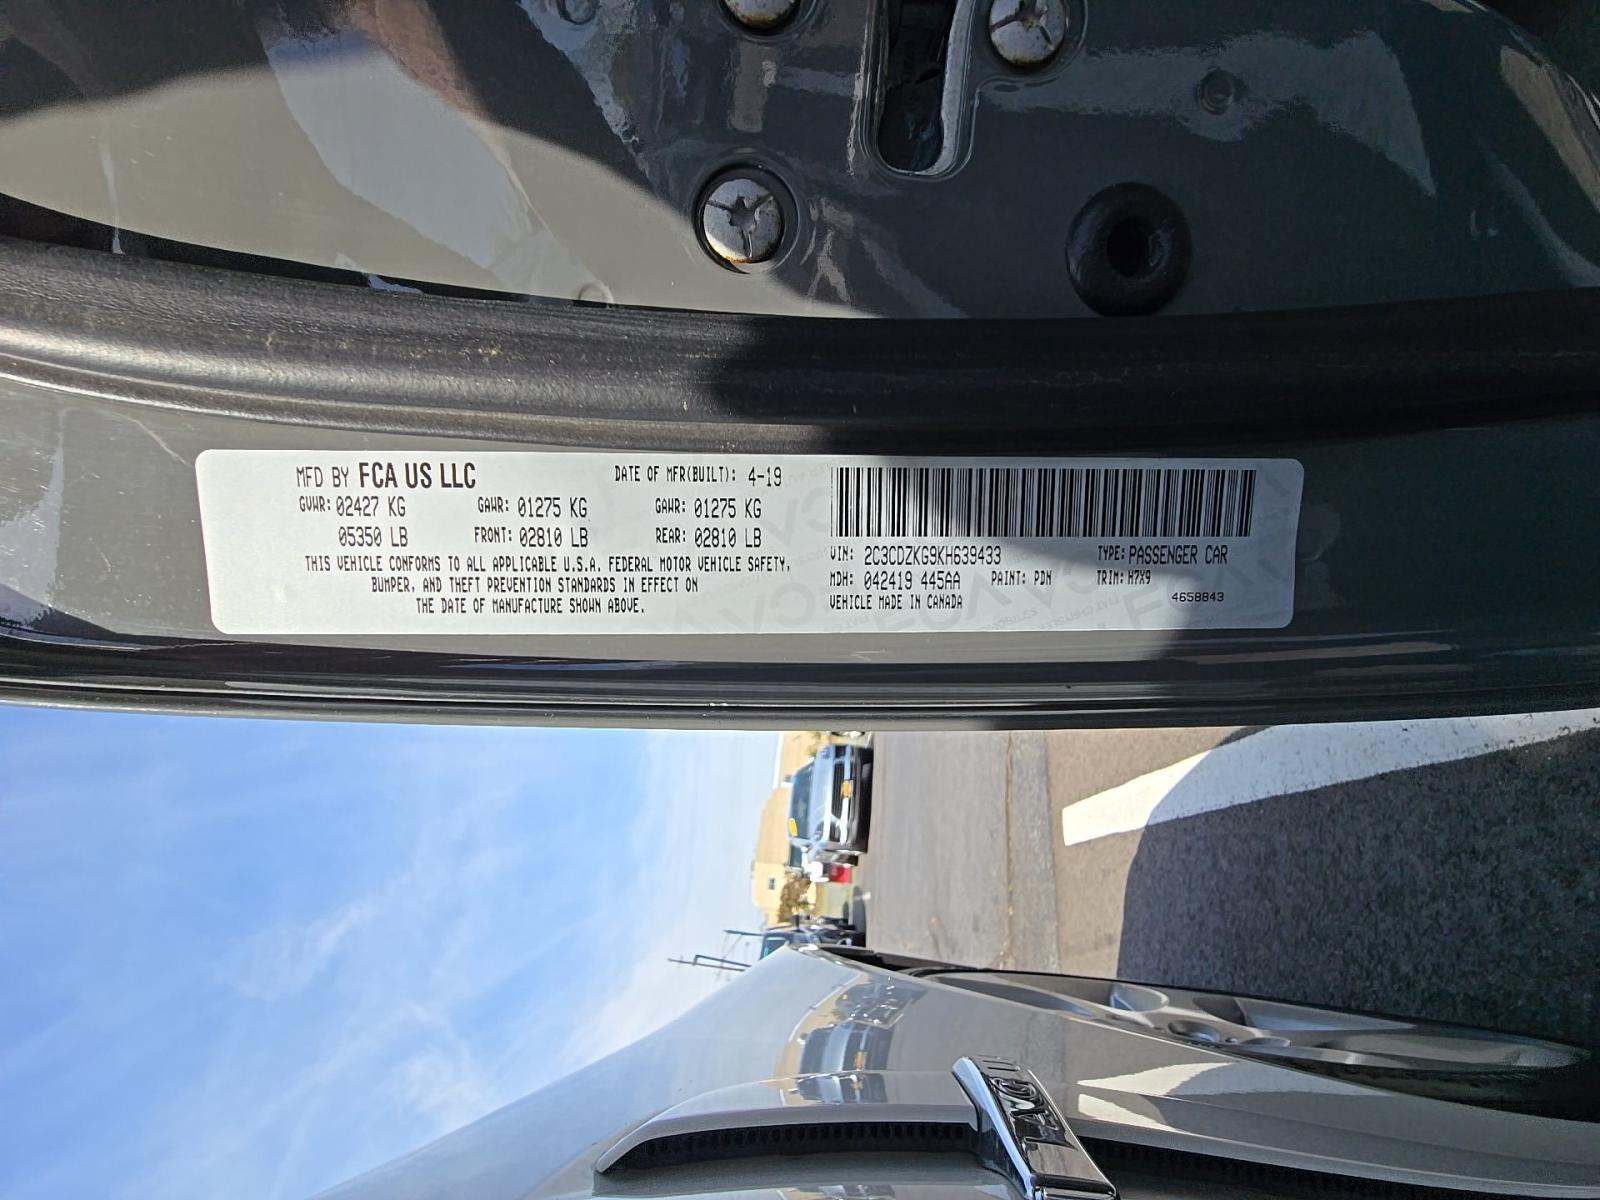 MFD BY FCA US LLC DATE OF MFR(BUILT): 4-19
GVWR: 02427 KG GAWR: 01275 KG GAWR: 01275 KG
05350 LB FRONT: 02810 LB REAR: 02810 LB
THIS VEHICLE CONFORMS TO ALL APPLICABLE U.S.A. FEDERAL MOTOR VEHICLE SAFETY,
BUMPER, AND THEFT PREVENTION STANDARDS IN EFFECT ON
THE DATE OF MANUFACTURE SHOWN ABOVE.
VIN: 2C3CDZKG9KH639433 TYPE: PASSENGER CAR
MDH: 042419 445AA PAINT: PDN TRIM: H7X9
VEHICLE MADE IN CANADA 4658843